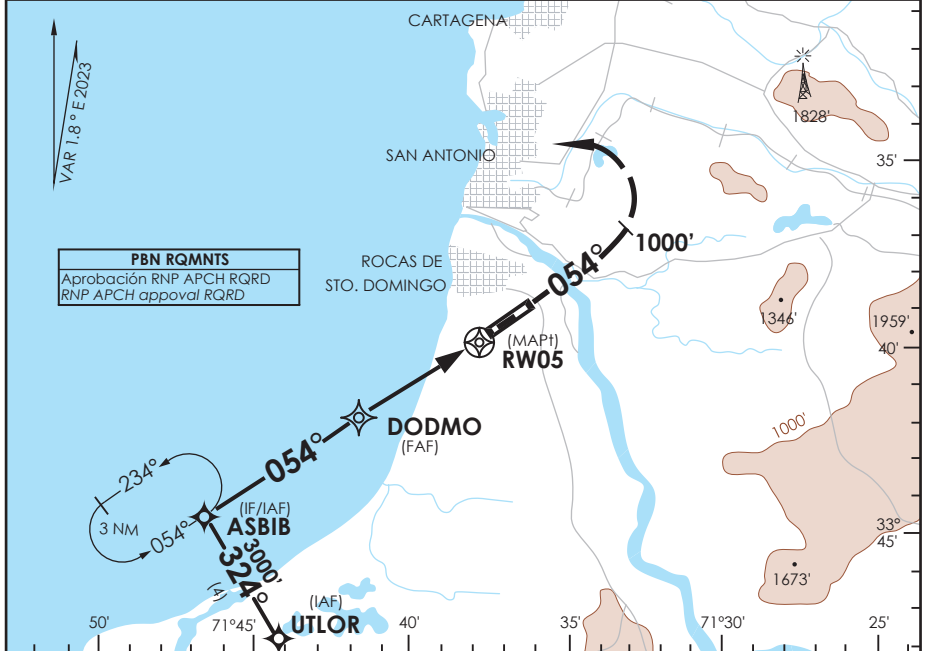 CARTAGENA
VAR 1.8° E 2023
1828'
SAN ANTONIO
35'
PBN RQMNTS
Aprobación RNP APCH RQRD
RNP APCH appoval RQRD
ROCAS DE
STO. DOMINGO
1000'
054°
1346'
1959'
40'
(MAPt)
RW05
DODMO
(FAF)
1000'
054°
234°
3 NM
054°
(IF/IAF)
ASBIB
33°
45'
3000'
324°
(4)
1673'
(IAF)
UTLOR
50'
71°45'
40'
35'
71°30'
25'